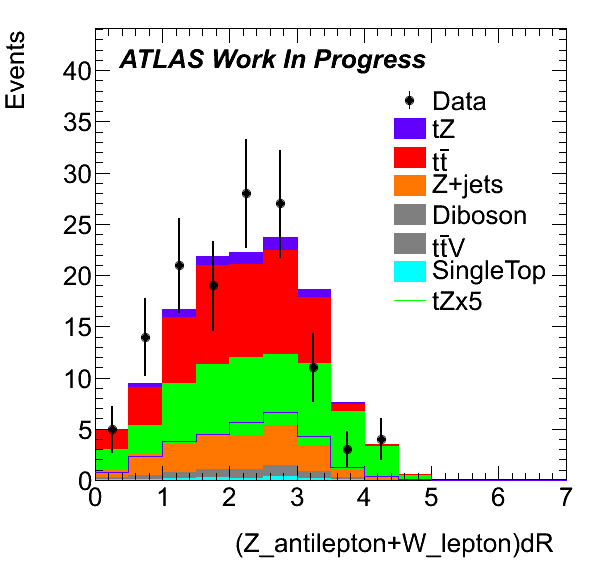 Events
ATLAS Work In Progress
Data
tZ
tt̄
Z+jets
Diboson
tt̄V
SingleTop
tZx5
40
35
30
25
20
15
10
5
0
0 1 2 3 4 5 6 7
(Z_antilepton+W_lepton)dR